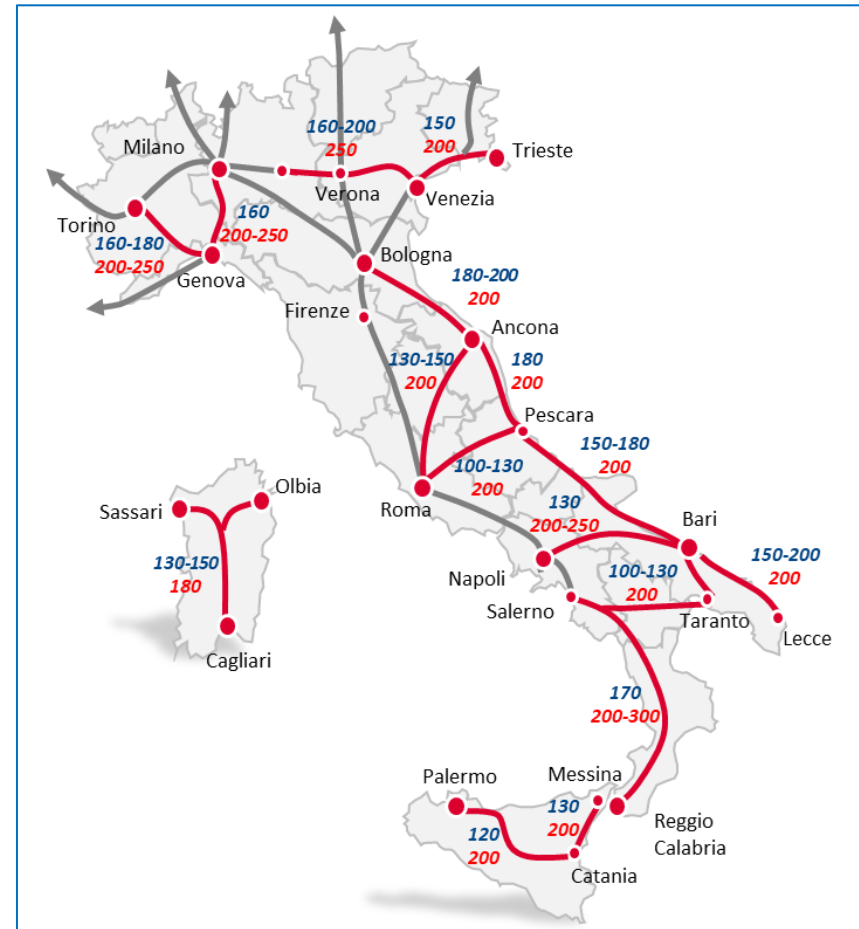 160-200
250
150
200
Milano
Trieste
Verona
Venezia
Torino
160
200-250
160-180
200-250
Genova
Bologna
180-200
200
Firenze
Ancona
130-150
200
180
200
Pescara
150-180
200
100-130
200
Roma
Olbia
Sassari
130
200-250
Bari
130-150
180
Napoli
100-130
200
150-200
200
Salerno
Taranto
Lecce
Cagliari
170
200-300
Palermo
Messina
130
200
120
200
Reggio
Calabria
Catania